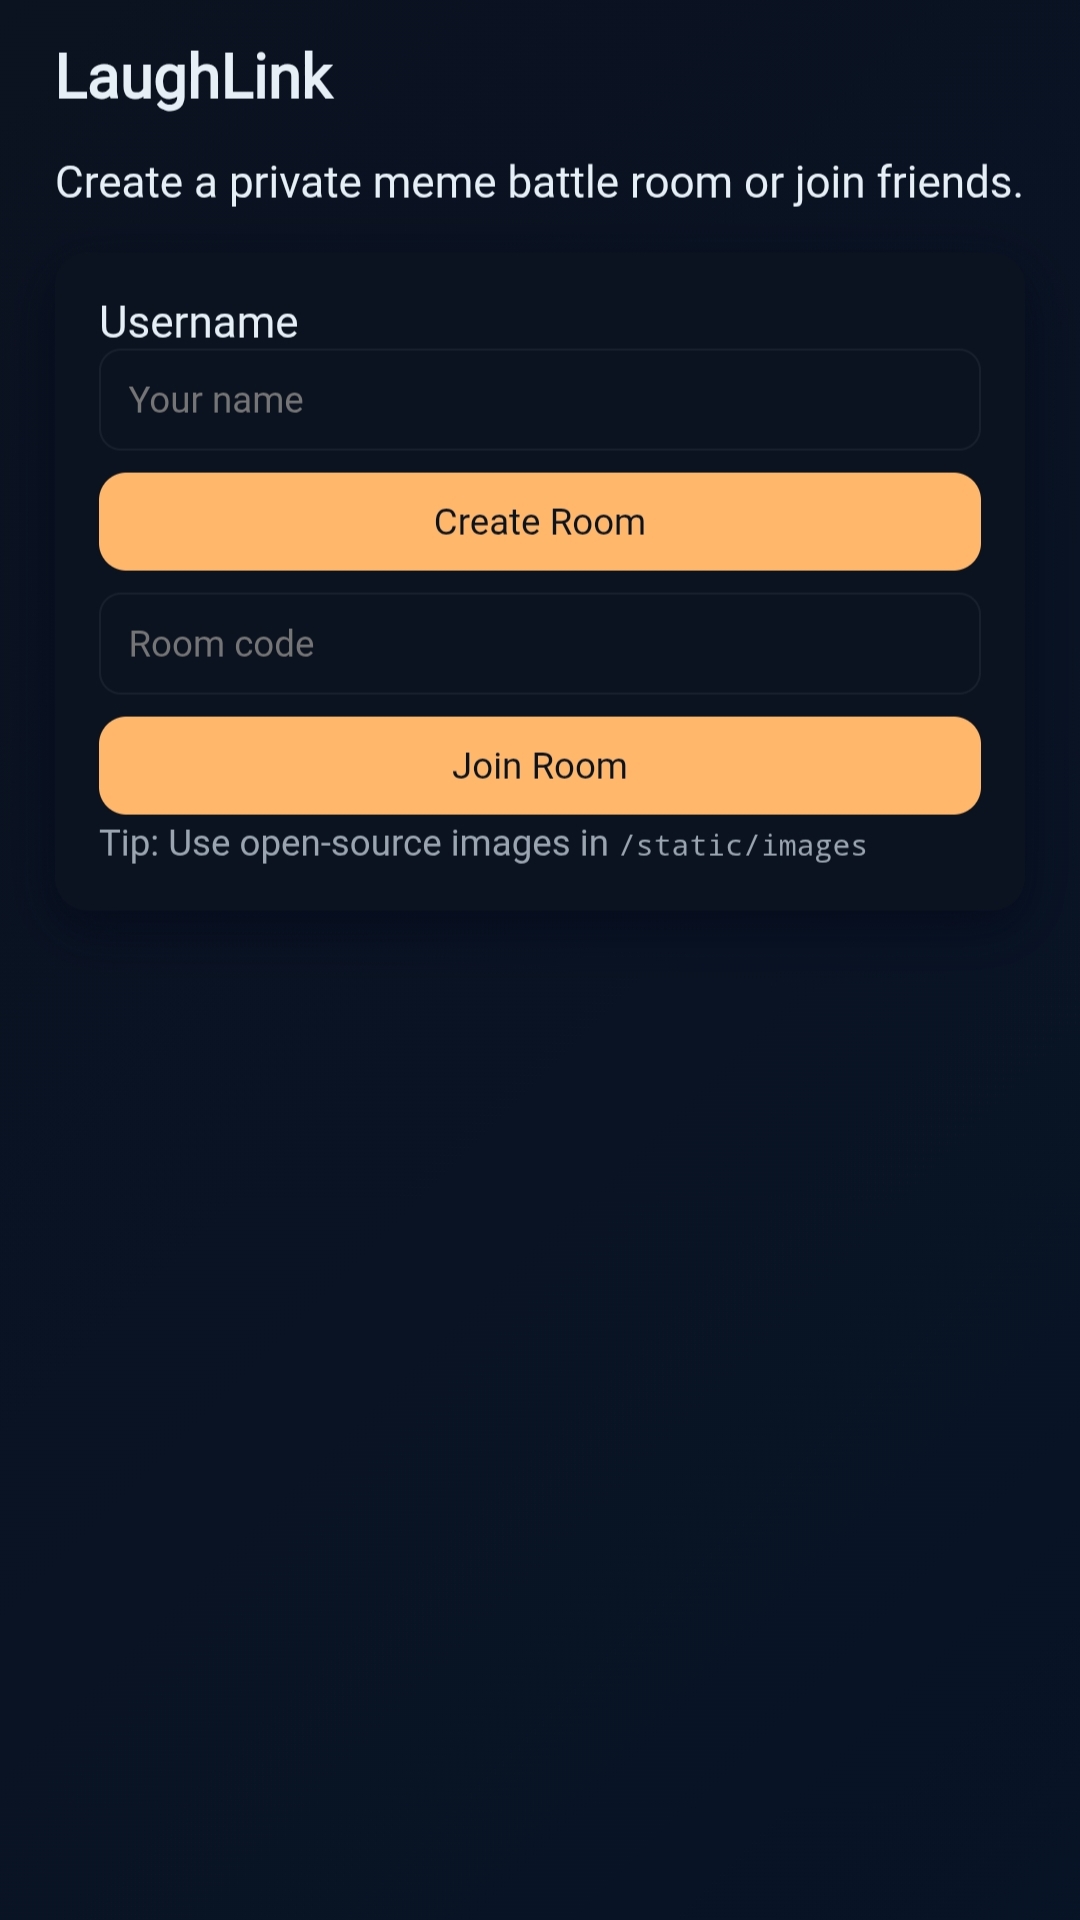 LaughLink
Create a private meme battle room or join friends.
Username
Your name
Create Room
Room code
Join Room
Tip: Use open-source images in /static/images